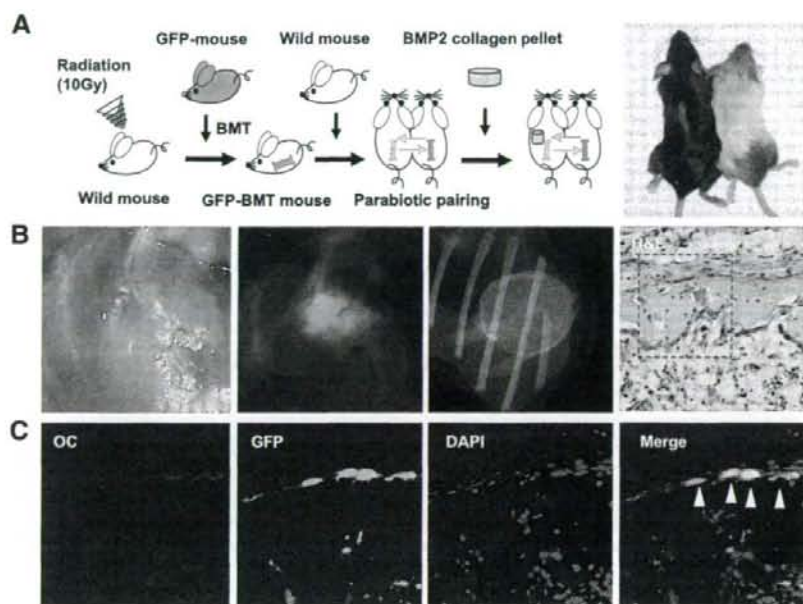 A
GFP-mouse
Wild mouse
BMP2 collagen pellet
Radiation
(10Gy)
BMT
Wild mouse
GFP-BMT mouse
Parabiotic pairing
B
C
OC
GFP
DAPI
Merge